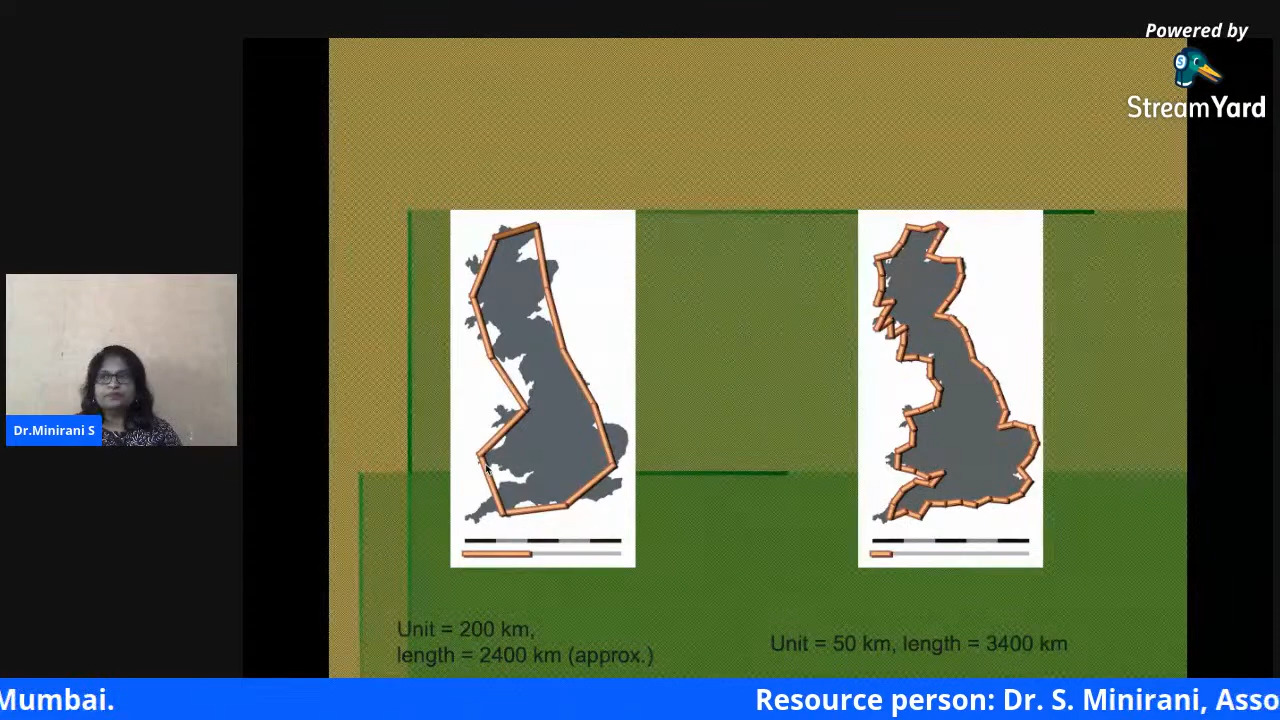 Powered by
StreamYard
Dr.Minirani S
Unit = 200 km,
length = 2400 km (approx.)
Unit = 50 km, length = 3400 km
Mumbai.
Resource person: Dr. S. Minirani, Asso